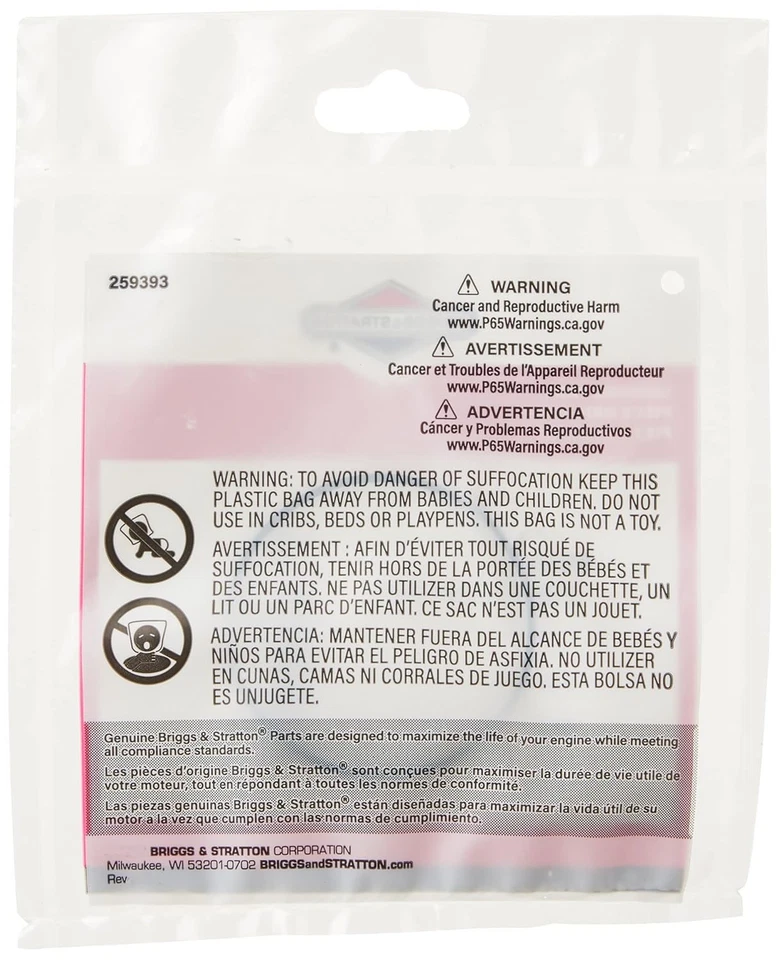 259393
WARNING
Cancer and Reproductive Harm
www.P65Warnings.ca.gov
AVERTISSEMENT
Cancer et Troubles de l'Appareil Reproducteur
www.P65Warnings.ca.gov
ADVERTENCIA
Cáncer y Problemas Reproductivos
www.P65Warnings.ca.gov
WARNING: TO AVOID DANGER OF SUFFOCATION KEEP THIS
PLASTIC BAG AWAY FROM BABIES AND CHILDREN. DO NOT
USE IN CRIBS, BEDS OR PLAYPENS. THIS BAG IS NOT A TOY.
AVERTISSEMENT : AFIN D'ÉVITER TOUT RISQUÉ DE
SUFFOCATION, TENIR HORS DE LA PORTÉE DES BÉBÉS ET
DES ENFANTS. NE PAS UTILIZER DANS UNE COUCHETTE, UN
LIT OU UN PARC D'ENFANT. CE SAC N'EST PAS UN JOUET.
ADVERTENCIA: MANTENER FUERA DEL ALCANCE DE BEBÉS Y
NIÑOS PARA EVITAR EL PELIGRO DE ASFIXIA. NO UTILIZER
EN CUNAS, CAMAS NI CORRALES DE JUEGO. ESTA BOLSA NO
ES UNJUGETE.
Genuine Briggs & Stratton® Parts are designed to maximize the life of your engine while meeting
all compliance standards.
Les pièces d'origine Briggs & Stratton® sont conçues pour maximiser la durée de vie utile de
votre moteur, tout en répondant à toutes les normes de conformité.
Las piezas genuinas Briggs & Stratton® están diseñadas para maximizar la vida útil de su
motor a la vez que cumplen con las normas de cumplimiento.
BRIGGS & STRATTON CORPORATION
Milwaukee, WI 53201-0702 BRIGGSandSTRATTON.com
Rev